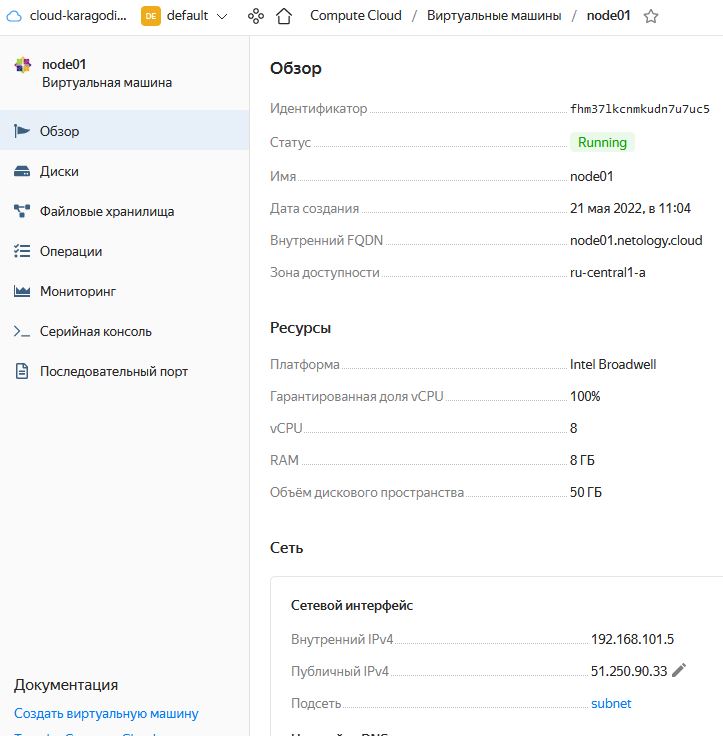 cloud-karagodi... DE default Compute Cloud / Виртуальные машины / node01
node01
Виртуальная машина
Обзор
Диски
Файловые хранилища
Операции
Мониторинг
Серийная консоль
Последовательный порт
Документация
Создать виртуальную машину
Обзор
Идентификатор fhm37lkcnmkudn7u7uc5
Статус Running
Имя node01
Дата создания 21 мая 2022, в 11:04
Внутренний FQDN node01.netology.cloud
Зона доступности ru-central1-a
Ресурсы
Платформа Intel Broadwell
Гарантированная доля vCPU 100%
vCPU 8
RAM 8 ГБ
Объём дискового пространства 50 ГБ
Сеть
Сетевой интерфейс
Внутренний IPv4 192.168.101.5
Публичный IPv4 51.250.90.33
Подсеть subnet